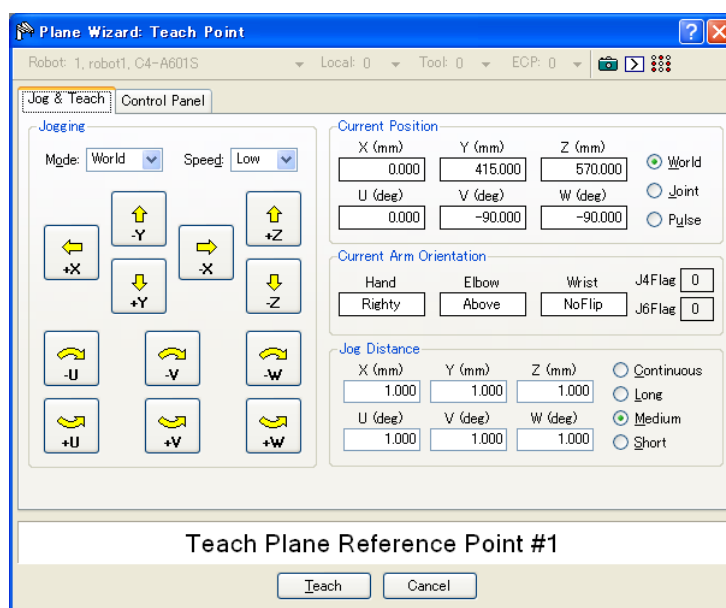 Plane Wizard: Teach Point
Robot: 1, robot1, C4-A601S Local: 0 Tool: 0 ECP: 0
Jog & Teach Control Panel
Jogging
Mode: World Speed: Low
-Y +Z
+X -X
+Y -Z
-U -V -W
+U +V +W
Current Position
X (mm) Y (mm) Z (mm)
0.000 415.000 570.000
U (deg) V (deg) W (deg)
0.000 -90.000 -90.000
World
Joint
Pulse
Current Arm Orientation
Hand Elbow Wrist
Righty Above NoFlip
J4Flag 0
J6Flag 0
Jog Distance
X (mm) Y (mm) Z (mm)
1.000 1.000 1.000
U (deg) V (deg) W (deg)
1.000 1.000 1.000
Continuous
Long
Medium
Short
Teach Plane Reference Point #1
Teach Cancel